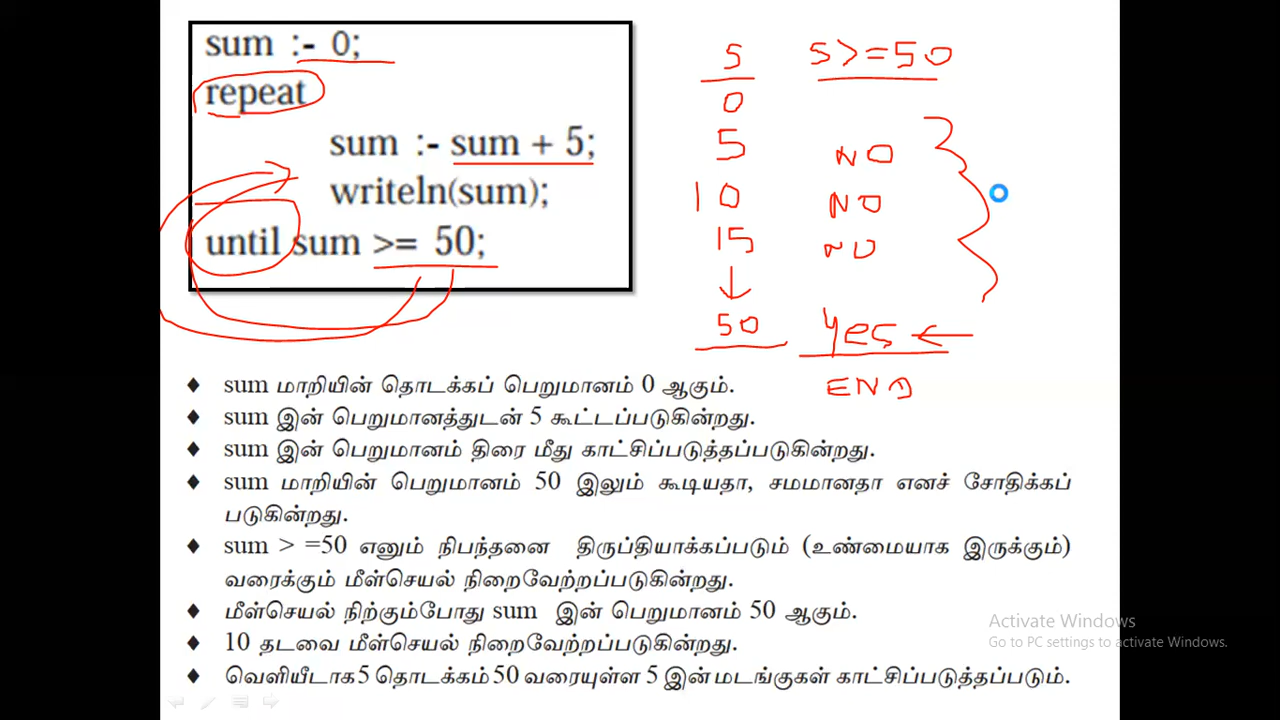 sum :- 0;
repeat
sum :- sum + 5;
writeln(sum);
until sum >= 50;
S S>=50
0
5 NO
10 NO
15 NO
50 Yes
END
♦ sum மாறியின் தொடக்கப் பெறுமானம் 0 ஆகும்.
♦ sum இன் பெறுமானத்துடன் 5 கூட்டப்படுகின்றது.
♦ sum இன் பெறுமானம் திரை மீது காட்சிப்படுத்தப்படுகின்றது.
♦ sum மாறியின் பெறுமானம் 50 இலும் கூடியதா, சமமானதா எனச் சோதிக்கப்
படுகின்றது.
♦ sum > =50 எனும் நிபந்தனை திருப்தியாக்கப்படும் (உண்மையாக இருக்கும்)
வரைக்கும் மீள்செயல் நிறைவேற்றப்படுகின்றது.
♦ மீள்செயல் நிற்கும்போது sum இன் பெறுமானம் 50 ஆகும்.
♦ 10 தடவை மீள்செயல் நிறைவேற்றப்படுகின்றது.
♦ வெளியீடாக 5 தொடக்கம் 50 வரையுள்ள 5 இன் மடங்குகள் காட்சிப்படுத்தப்படும்.
Activate Windows
Go to PC settings to activate Windows.